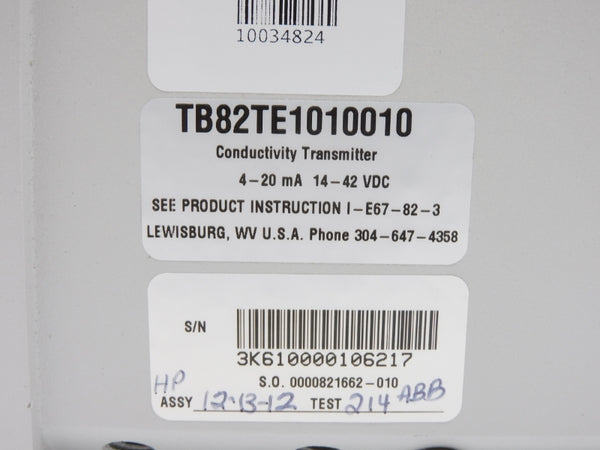 10034824
TB82TE1010010
Conductivity Transmitter
4-20 mA 14-42 VDC
SEE PRODUCT INSTRUCTION I-E67-82-3
LEWISBURG, WV U.S.A. Phone 304-647-4358
S/N
3K610000106217
S.O. 0000821662-010
HP
ASSY 12-13-12 TEST 214 ABB